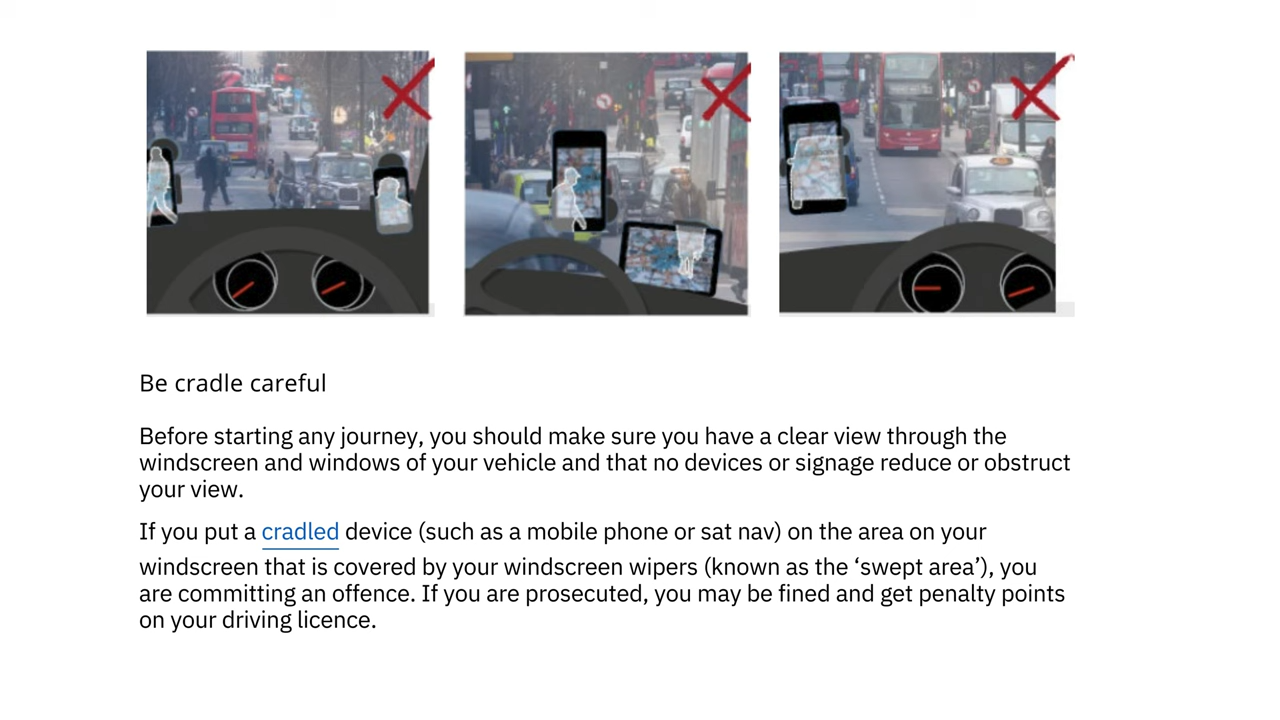 Be cradle careful
Before starting any journey, you should make sure you have a clear view through the
windscreen and windows of your vehicle and that no devices or signage reduce or obstruct
your view.
If you put a cradled device (such as a mobile phone or sat nav) on the area on your
windscreen that is covered by your windscreen wipers (known as the ‘swept area’), you
are committing an offence. If you are prosecuted, you may be fined and get penalty points
on your driving licence.